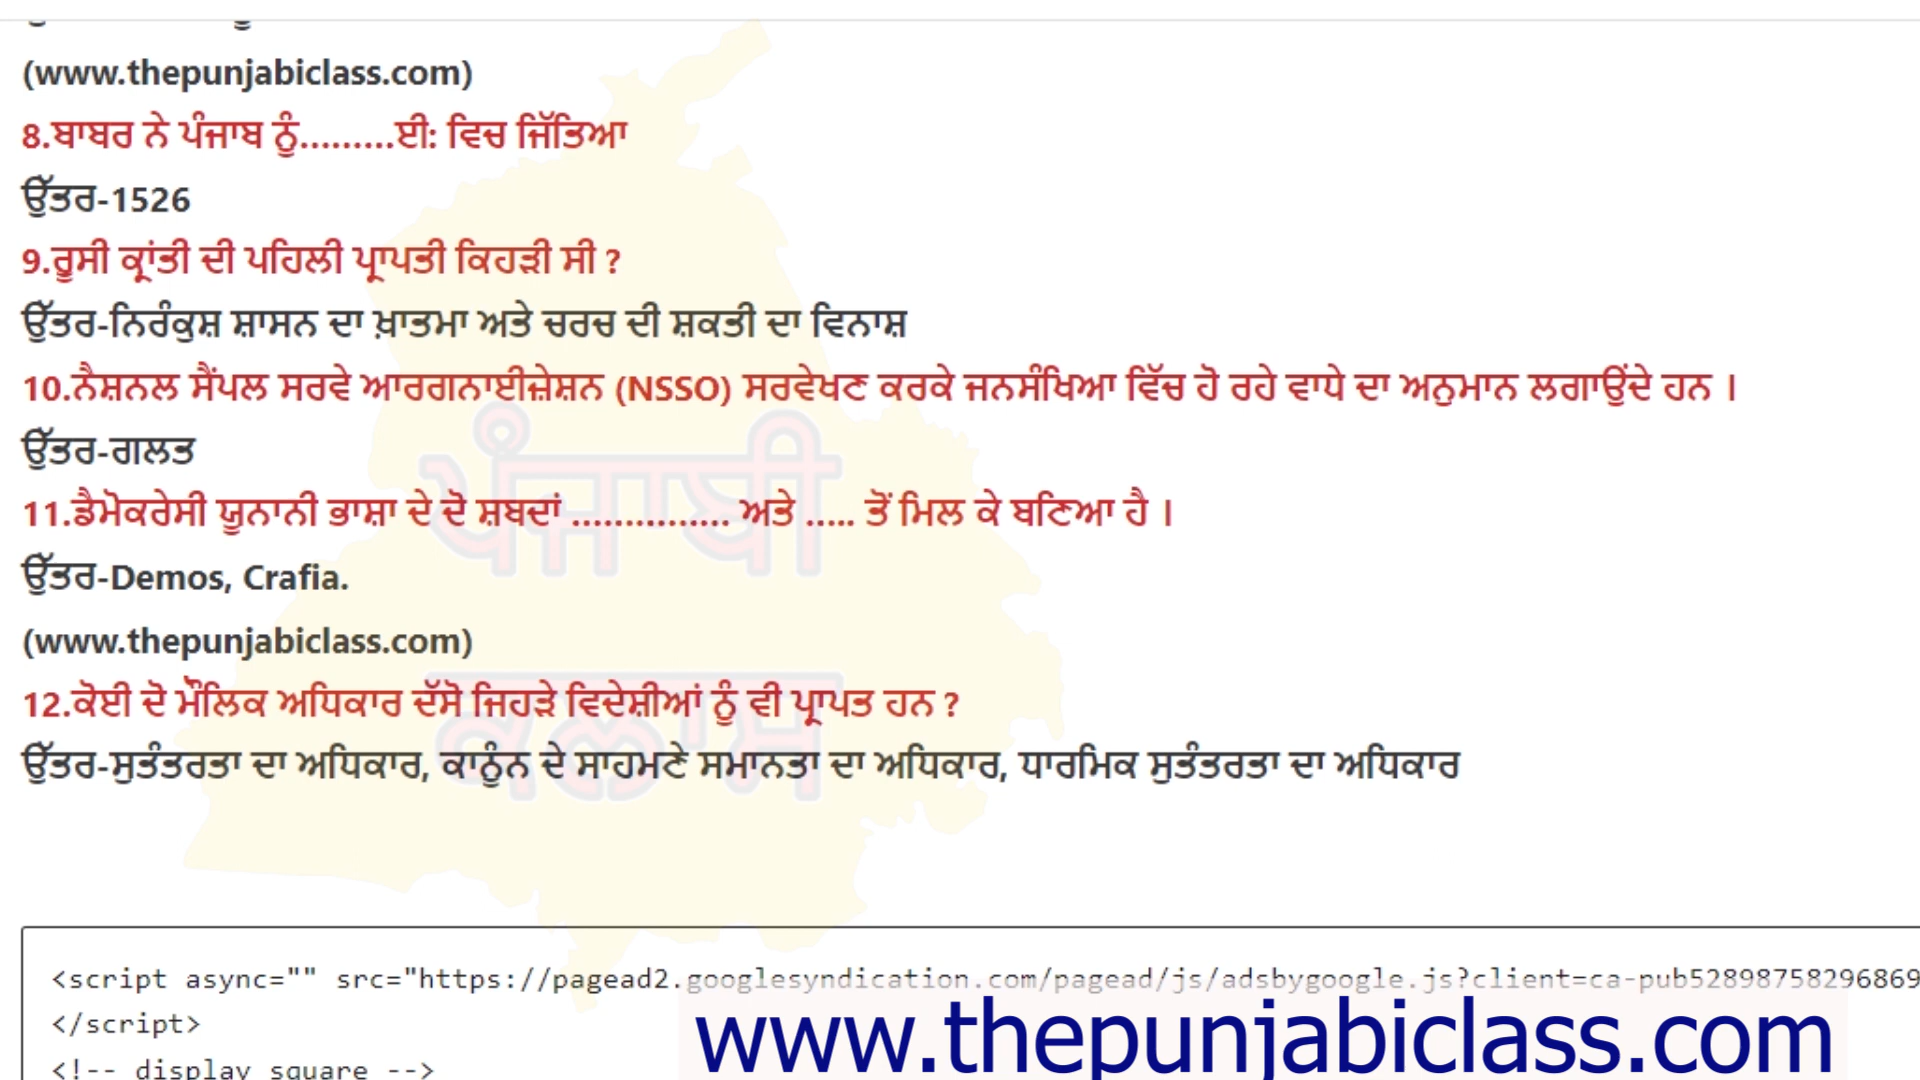 (www.thepunjabiclass.com)
8.ਬਾਬਰ ਨੇ ਪੰਜਾਬ ਨੂੰ.........ਈ: ਵਿਚ ਜਿੱਤਿਆ
ਉੱਤਰ-1526
9.ਰੂਸੀ ਕ੍ਰਾਂਤੀ ਦੀ ਪਹਿਲੀ ਪ੍ਰਾਪਤੀ ਕਿਹੜੀ ਸੀ ?
ਉੱਤਰ-ਨਿਰੰਕੁਸ਼ ਸ਼ਾਸਨ ਦਾ ਖ਼ਾਤਮਾ ਅਤੇ ਚਰਚ ਦੀ ਸ਼ਕਤੀ ਦਾ ਵਿਨਾਸ਼
10.ਨੈਸ਼ਨਲ ਸੈਂਪਲ ਸਰਵੇ ਆਰਗਨਾਈਜ਼ੇਸ਼ਨ (NSSO) ਸਰਵੇਖਣ ਕਰਕੇ ਜਨਸੰਖਿਆ ਵਿੱਚ ਹੋ ਰਹੇ ਵਾਧੇ ਦਾ ਅਨੁਮਾਨ ਲਗਾਉਂਦੇ ਹਨ ।
ਉੱਤਰ-ਗਲਤ
11.ਡੈਮੋਕਰੇਸੀ ਯੂਨਾਨੀ ਭਾਸ਼ਾ ਦੇ ਦੋ ਸ਼ਬਦਾਂ ............... ਅਤੇ ..... ਤੋਂ ਮਿਲ ਕੇ ਬਣਿਆ ਹੈ ।
ਉੱਤਰ-Demos, Crafia.
(www.thepunjabiclass.com)
12.ਕੋਈ ਦੋ ਮੌਲਿਕ ਅਧਿਕਾਰ ਦੱਸੋ ਜਿਹੜੇ ਵਿਦੇਸ਼ੀਆਂ ਨੂੰ ਵੀ ਪ੍ਰਾਪਤ ਹਨ ?
ਉੱਤਰ-ਸੁਤੰਤਰਤਾ ਦਾ ਅਧਿਕਾਰ, ਕਾਨੂੰਨ ਦੇ ਸਾਹਮਣੇ ਸਮਾਨਤਾ ਦਾ ਅਧਿਕਾਰ, ਧਾਰਮਿਕ ਸੁਤੰਤਰਤਾ ਦਾ ਅਧਿਕਾਰ
ਪੰਜਾਬੀ
ਕਲਾਸ
<script async="" src="https://pagead2.googlesyndication.com/pagead/js/adsbygoogle.js?client=ca-pub52898758296869
</script>
<!-- display square -->
www.thepunjabiclass.com